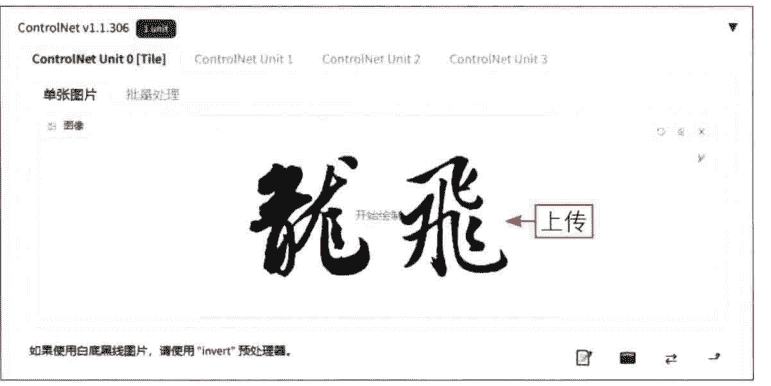 ControlNet v1.1.306 1 unit
ControlNet Unit 0 [Tile] ControlNet Unit 1 ControlNet Unit 2 ControlNet Unit 3
单张图片 批量处理
图像
龍飛
开始绘制
上传
如果使用白底黑线图片，请使用 "invert" 预处理器。